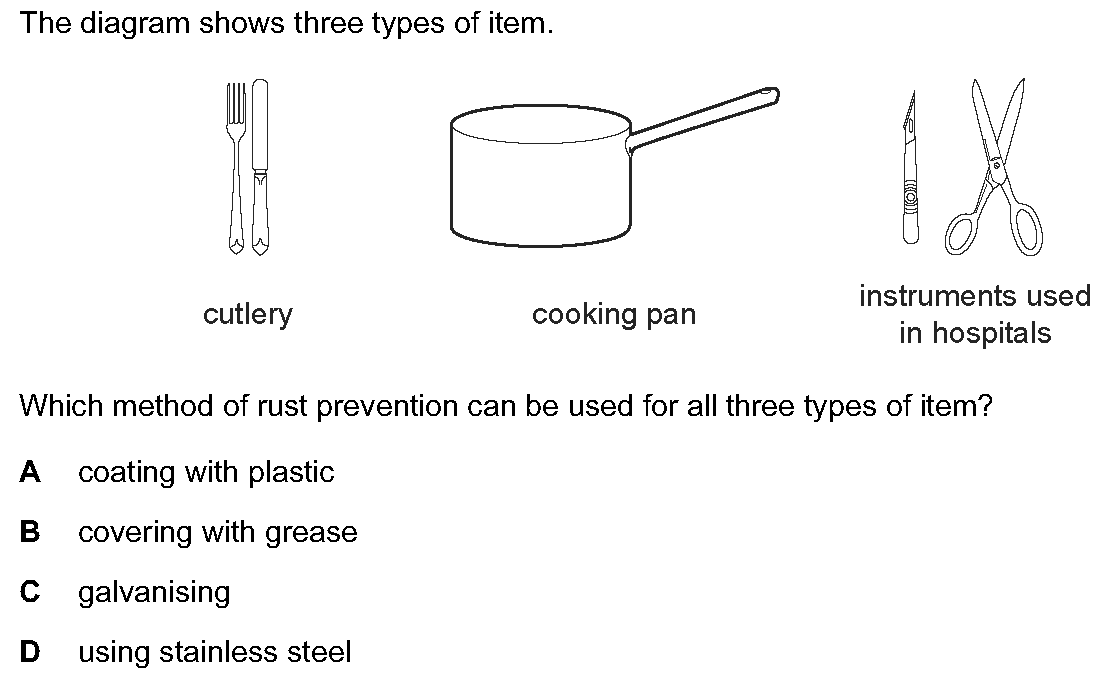 The diagram shows three types of item.
cutlery
cooking pan
instruments used
in hospitals
Which method of rust prevention can be used for all three types of item?
A coating with plastic
B covering with grease
C galvanising
D using stainless steel